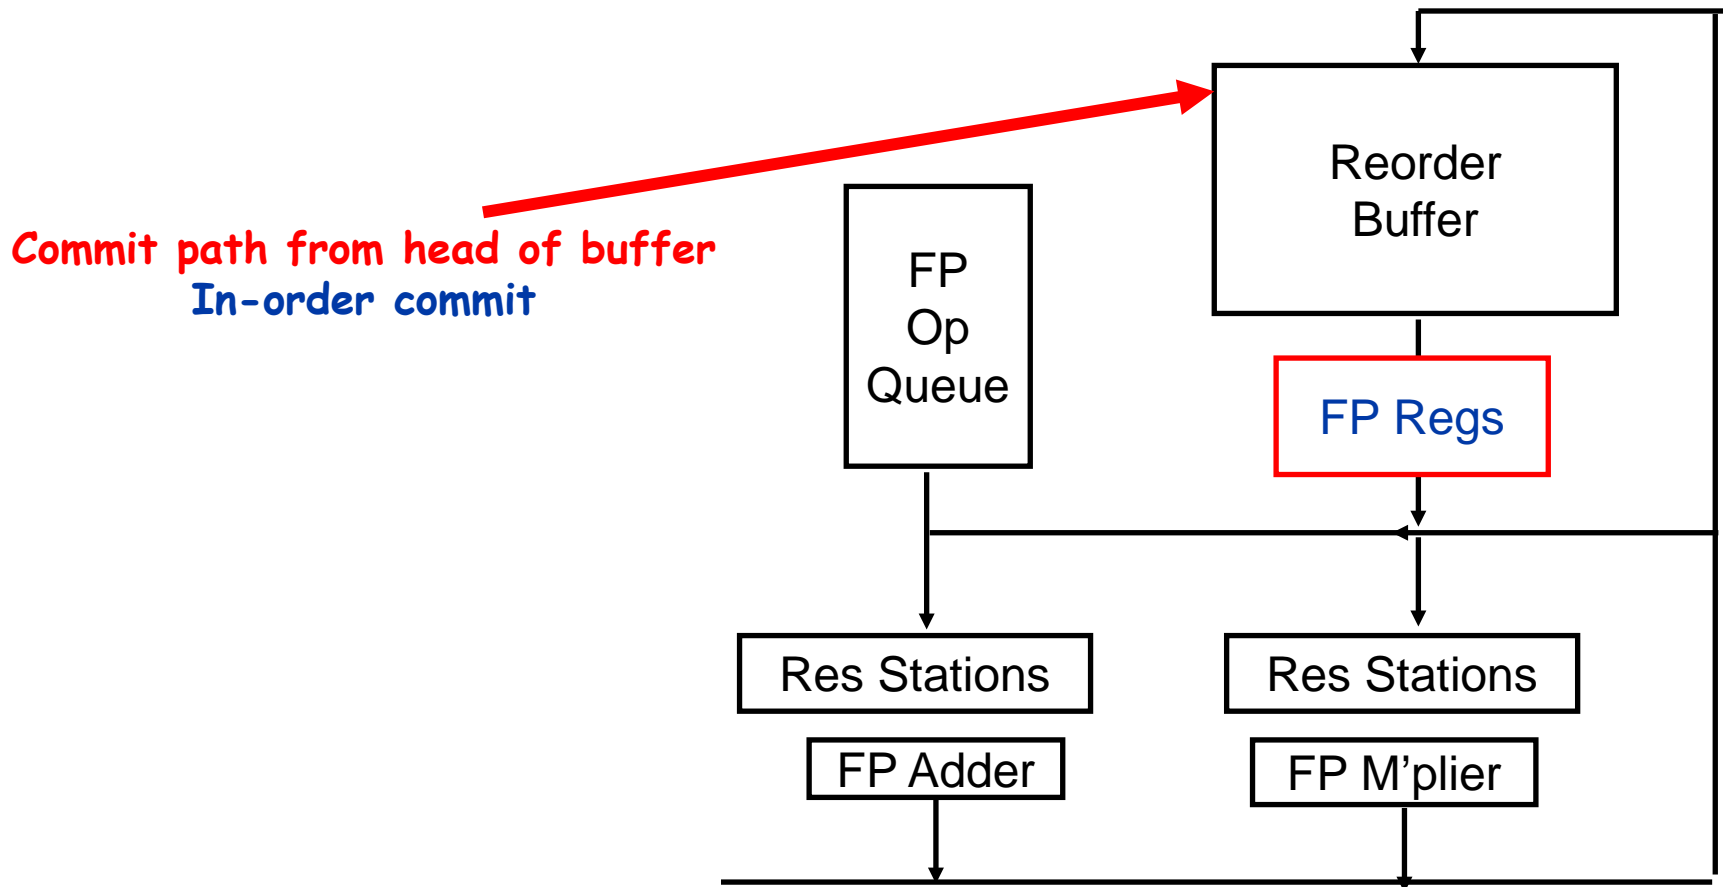 Commit path from head of buffer
In-order commit
FP
Op
Queue
Reorder
Buffer
FP Regs
Res Stations
Res Stations
FP Adder
FP M'plier